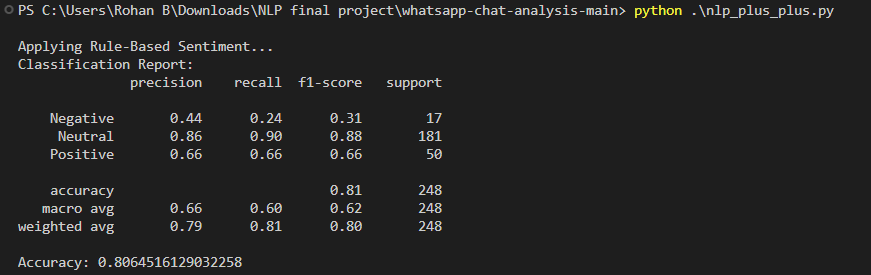 PS C:\Users\Rohan B\Downloads\NLP final project\whatsapp-chat-analysis-main> python .\nlp_plus_plus.py
Applying Rule-Based Sentiment...
Classification Report:
precision recall f1-score support
Negative 0.44 0.24 0.31 17
Neutral 0.86 0.90 0.88 181
Positive 0.66 0.66 0.66 50
accuracy 0.81 248
macro avg 0.66 0.60 0.62 248
weighted avg 0.79 0.81 0.80 248
Accuracy: 0.8064516129032258